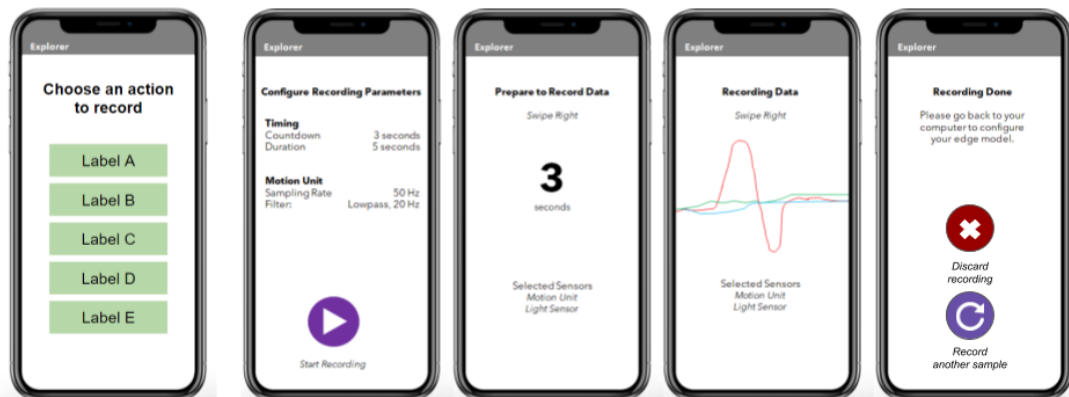 Explorer
Choose an action
to record
Label A
Label B
Label C
Label D
Label E
Explorer
Configure Recording Parameters
Timing
Countdown 3 seconds
Duration 5 seconds
Motion Unit
Sampling Rate 50 Hz
Filter: Lowpass, 20 Hz
Start Recording
Explorer
Prepare to Record Data
Swipe Right
3
seconds
Selected Sensors
Motion Unit
Light Sensor
Explorer
Recording Data
Swipe Right
Selected Sensors
Motion Unit
Light Sensor
Explorer
Recording Done
Please go back to your
computer to configure
your edge model.
Discard
recording
Record
another sample